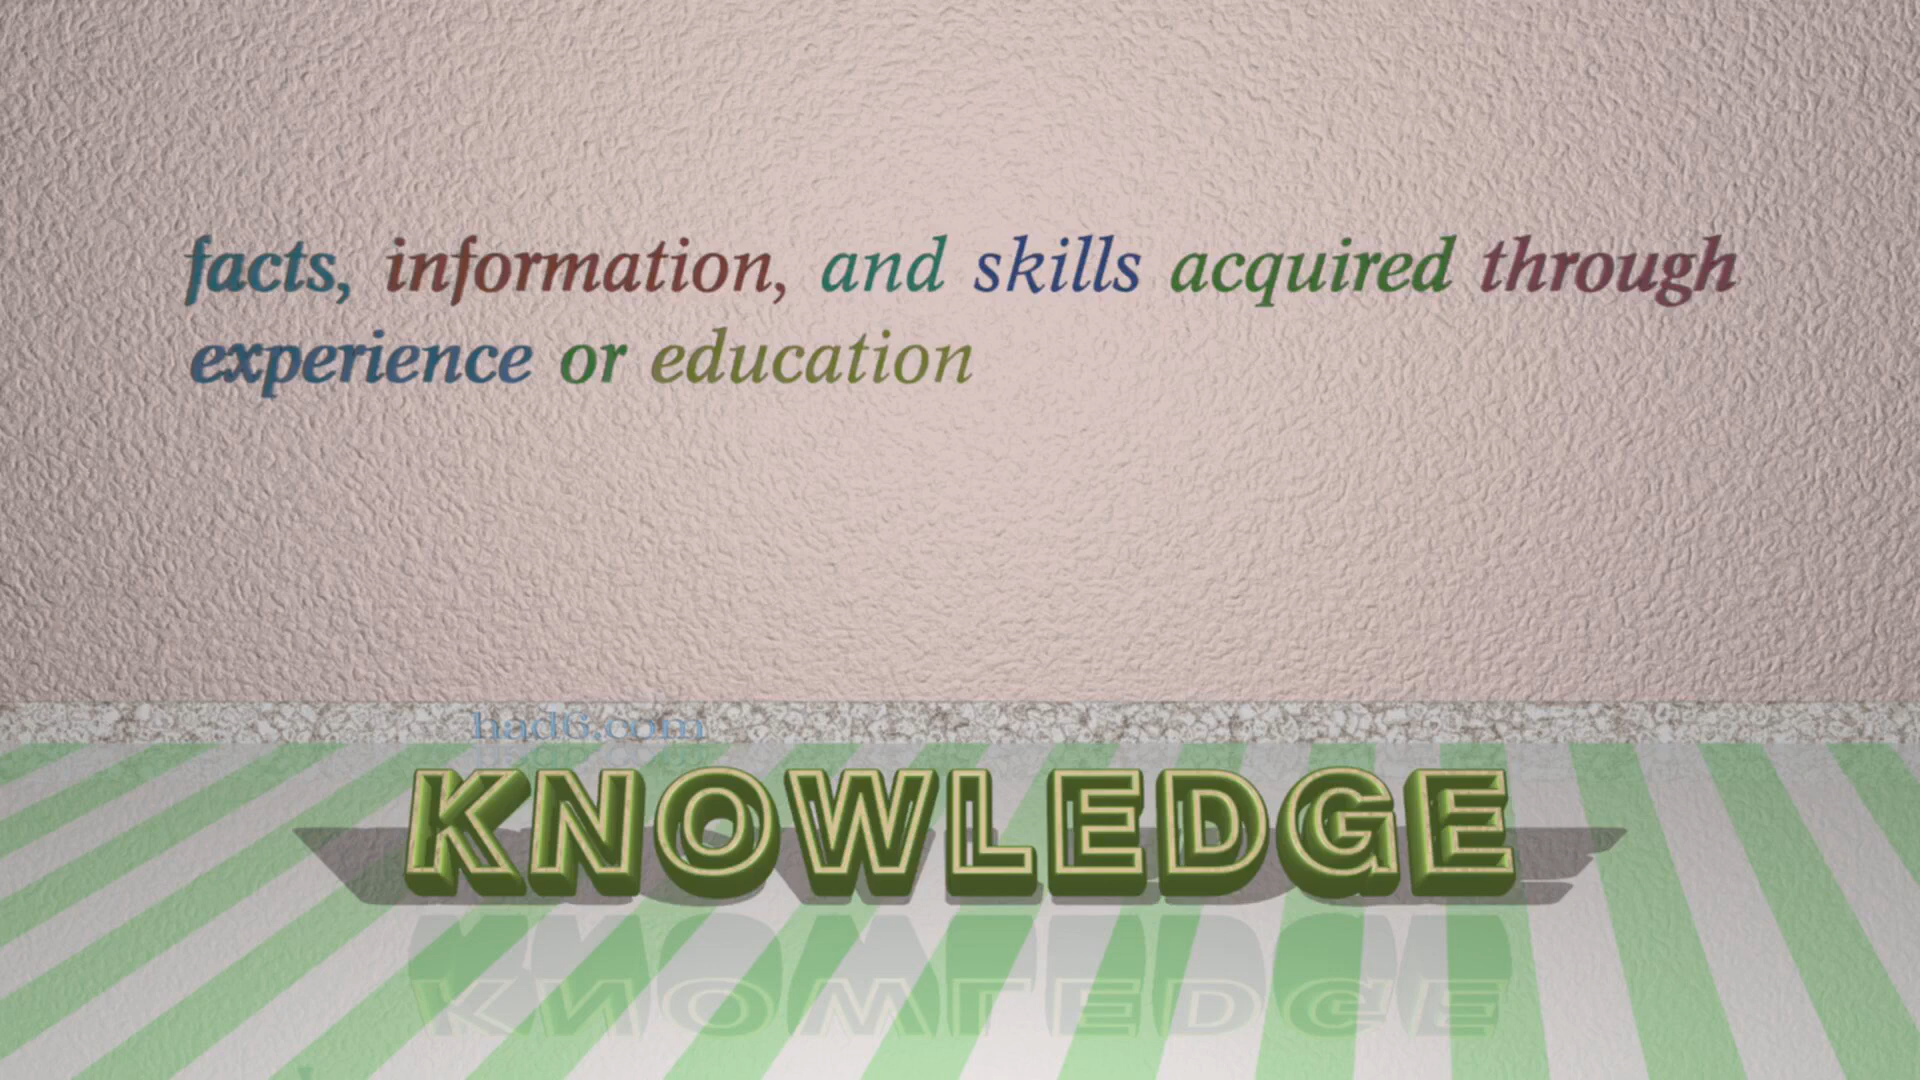 facts, information, and skills acquired through
experience or education
had6.com
KNOWLEDGE